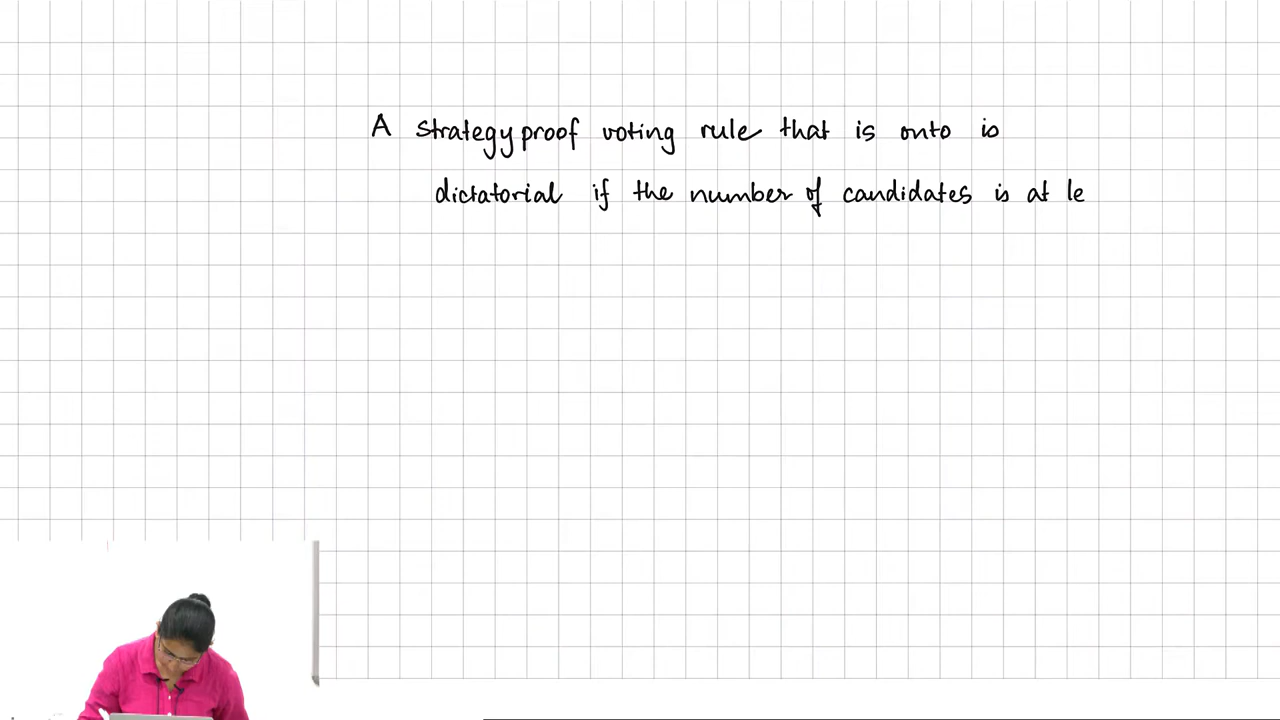 A strategyproof voting rule that is onto is
dictatorial if the number of candidates is at le